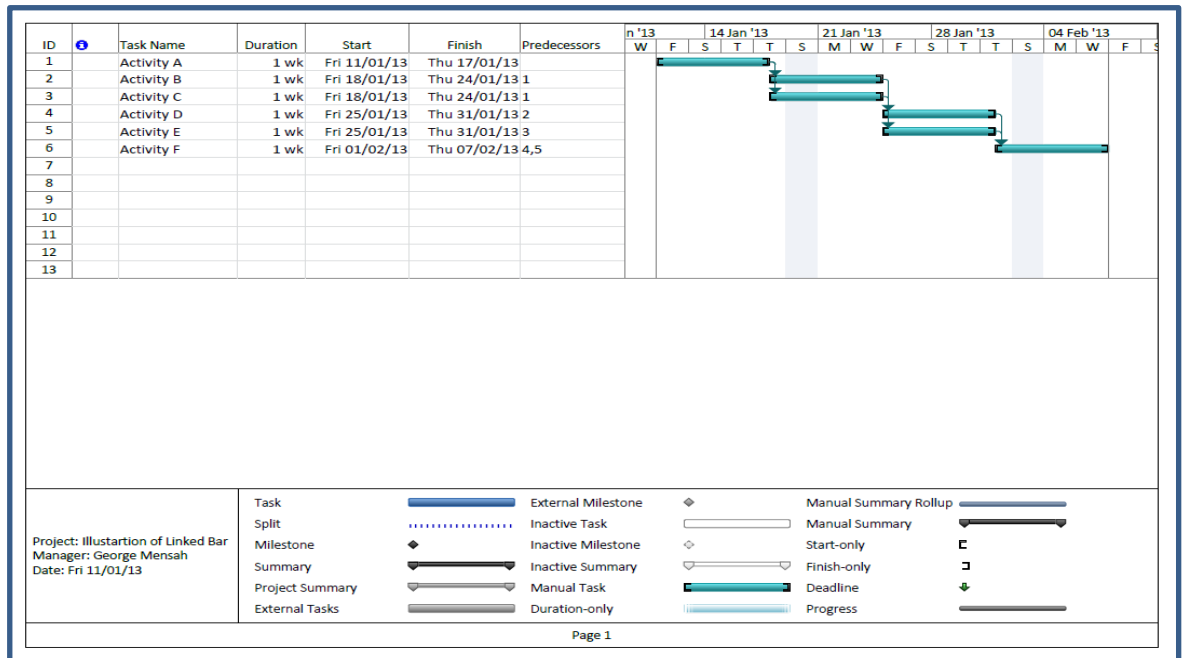 n '13 14 Jan '13 21 Jan '13 28 Jan '13 04 Feb '13
ID Task Name Duration Start Finish Predecessors W F S T T S M W F S T T S M W F S
1 Activity A 1 wk Fri 11/01/13 Thu 17/01/13
2 Activity B 1 wk Fri 18/01/13 Thu 24/01/13 1
3 Activity C 1 wk Fri 18/01/13 Thu 24/01/13 1
4 Activity D 1 wk Fri 25/01/13 Thu 31/01/13 2
5 Activity E 1 wk Fri 25/01/13 Thu 31/01/13 3
6 Activity F 1 wk Fri 01/02/13 Thu 07/02/13 4,5
7
8
9
10
11
12
13
Project: Illustartion of Linked Bar
Manager: George Mensah
Date: Fri 11/01/13
Task External Milestone Manual Summary Rollup
Split Inactive Task Manual Summary
Milestone Inactive Milestone Start-only
Summary Inactive Summary Finish-only
Project Summary Manual Task Deadline
External Tasks Duration-only Progress
Page 1